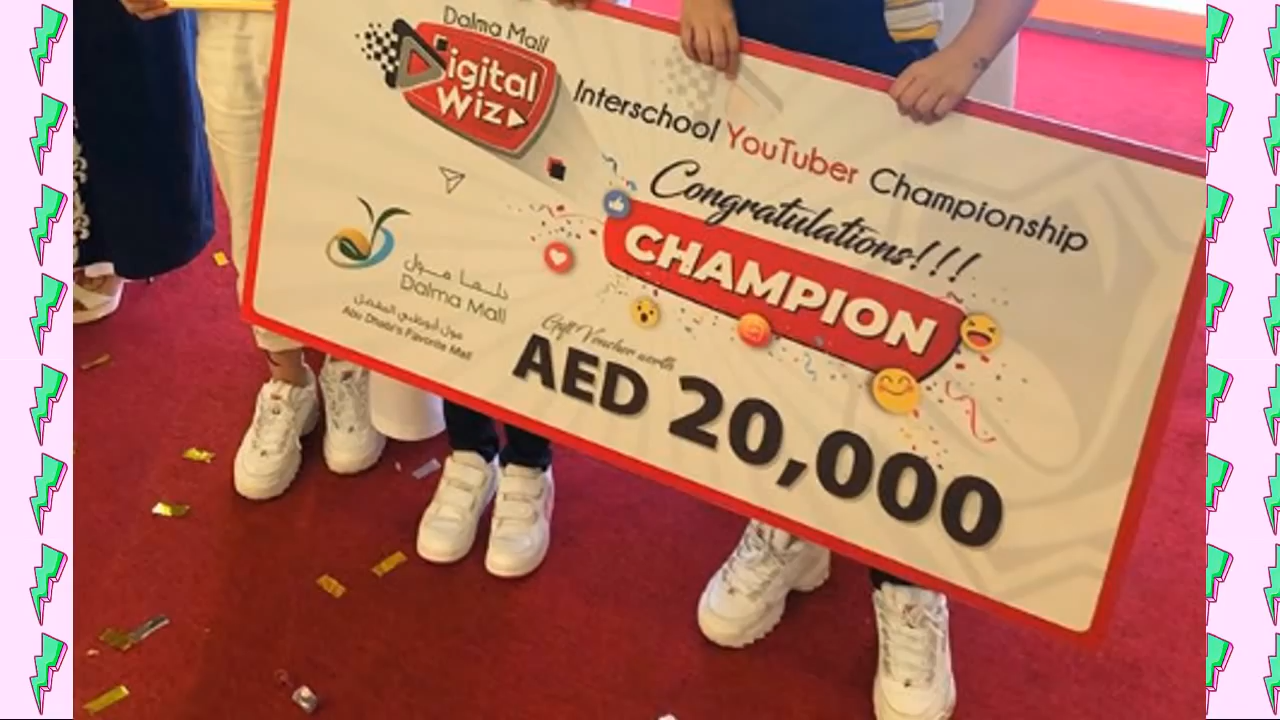 Dalma Mall
Digital
Wiz
Interschool YouTuber Championship
Congratulations!!!
CHAMPION
دلما مول
Dalma Mall
مول أبوظبي المفضل
Abu Dhabi's Favorite Mall
Gift Voucher worth
AED 20,000